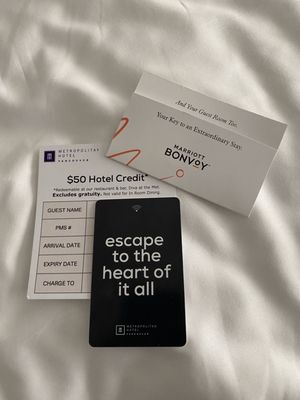 And Your Guest Room Too.
Your Key to an Extraordinary Stay.
MARRIOTT
BONVOY
METROPOLITAN
HOTEL
VANCOUVER
$50 Hotel Credit*
*Redeemable at our restaurant & bar, Diva at the Met.
Excludes gratuity. Not valid for In Room Dining.
GUEST NAME
PMS #
ARRIVAL DATE
EXPIRY DATE
CHARGE TO
escape
to the
heart of
it all
METROPOLITAN
HOTEL
VANCOUVER